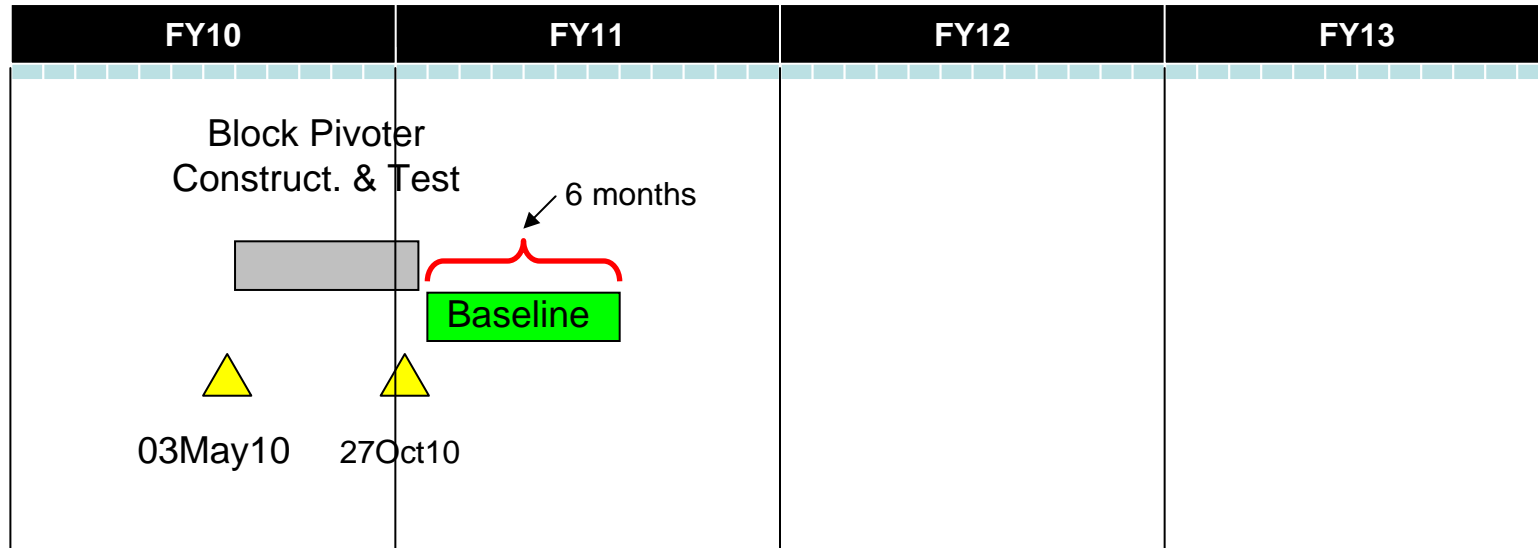 FY10 FY11 FY12 FY13
Block Pivoter
Construct. & Test
6 months
Baseline
03May10 27Oct10